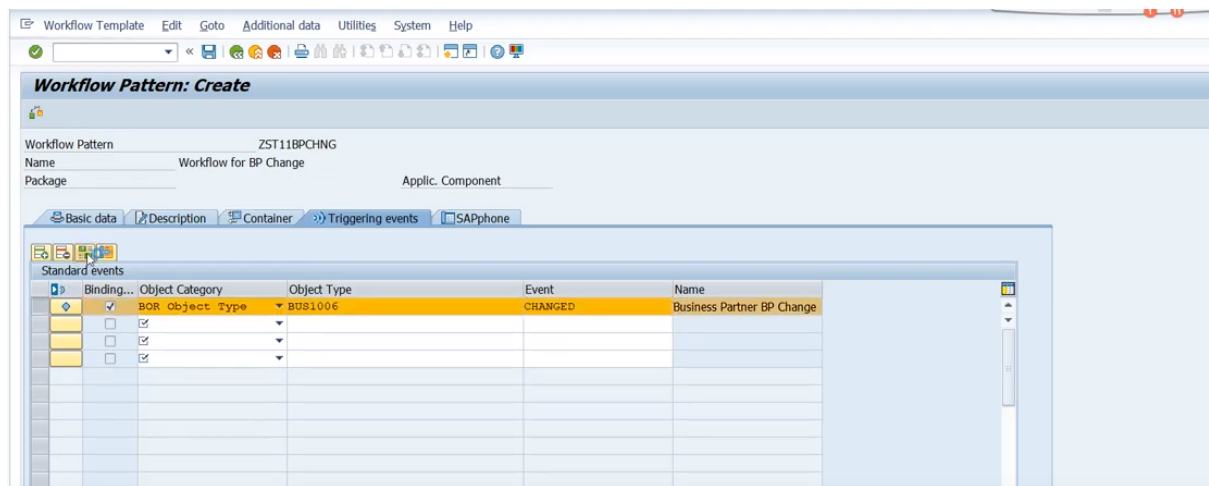 Workflow Template Edit Goto Additional data Utilities System Help
Workflow Pattern: Create
Workflow Pattern ZST11BPCHNG
Name Workflow for BP Change
Package Applic. Component
Basic data Description Container Triggering events SAPphone
Standard events
Binding... Object Category Object Type Event Name
BOR Object Type BUS1006 CHANGED Business Partner BP Change